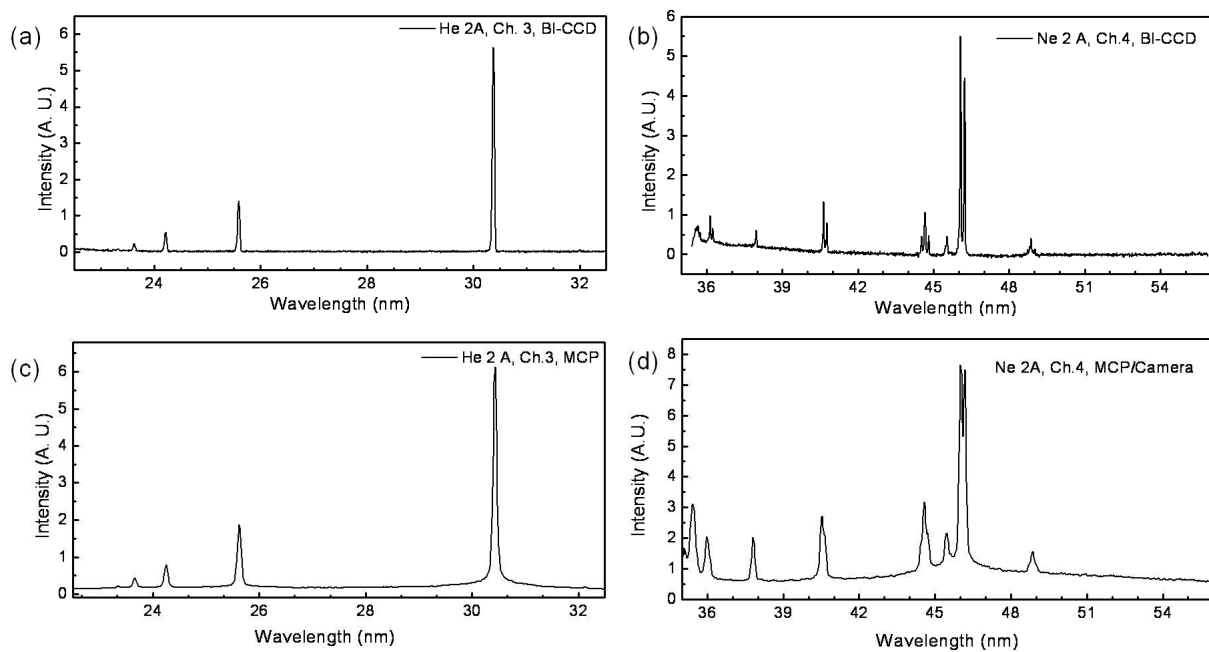 (a)
He 2A, Ch. 3, BI-CCD
Intensity (A. U.)
6
5
4
3
2
1
0
24 26 28 30 32
Wavelength (nm)
(b)
Ne 2 A, Ch.4, BI-CCD
Intensity (A.U.)
6
5
4
3
2
1
0
36 39 42 45 48 51 54
Wavelength (nm)
(c)
He 2 A, Ch.3, MCP
Intensity (A. U.)
6
5
4
3
2
1
0
24 26 28 30 32
Wavelength (nm)
(d)
Ne 2A, Ch.4, MCP/Camera
Intensity (A.U.)
8
7
6
5
4
3
2
1
0
36 39 42 45 48 51 54
Wavelength (nm)